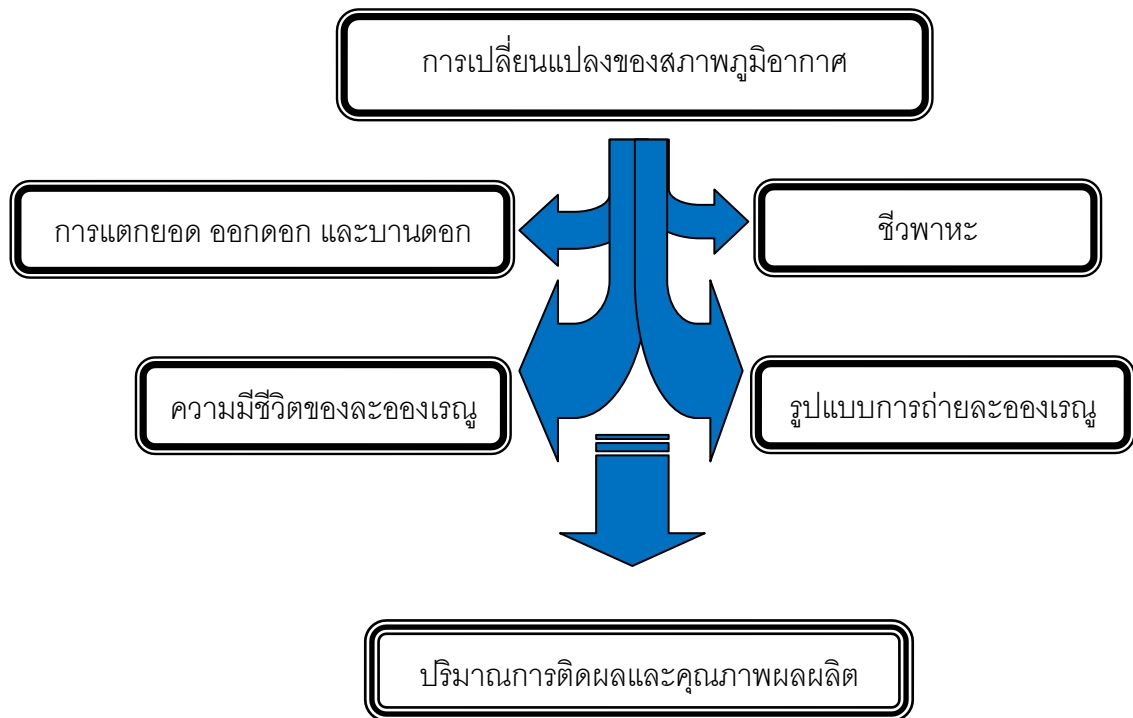 การเปลี่ยนแปลงของสภาพภูมิอากาศ
การแตกยอด ออกดอก และบานดอก
ชีวพาหะ
ความมีชีวิตของละอองเรณู
รูปแบบการถ่ายละอองเรณู
ปริมาณการติดผลและคุณภาพผลผลิต